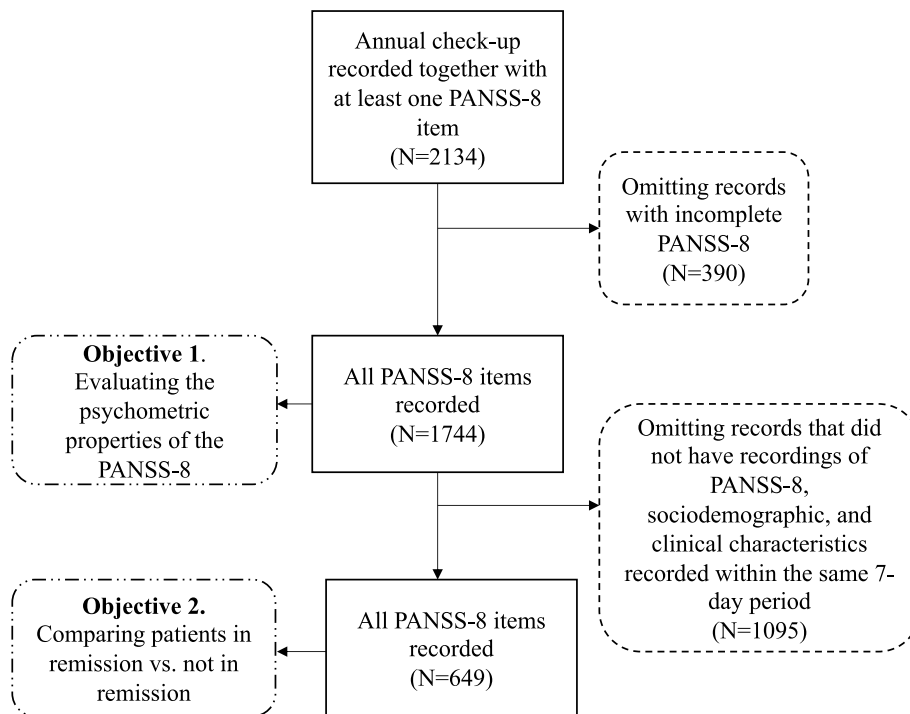 Annual check-up
recorded together with
at least one PANSS-8
item
(N=2134)
Omitting records
with incomplete
PANSS-8
(N=390)
Objective 1.
Evaluating the
psychometric
properties of the
PANSS-8
All PANSS-8 items
recorded
(N=1744)
Omitting records that did
not have recordings of
PANSS-8,
sociodemographic, and
clinical characteristics
recorded within the same 7-
day period
(N=1095)
Objective 2.
Comparing patients in
remission vs. not in
remission
All PANSS-8 items
recorded
(N=649)